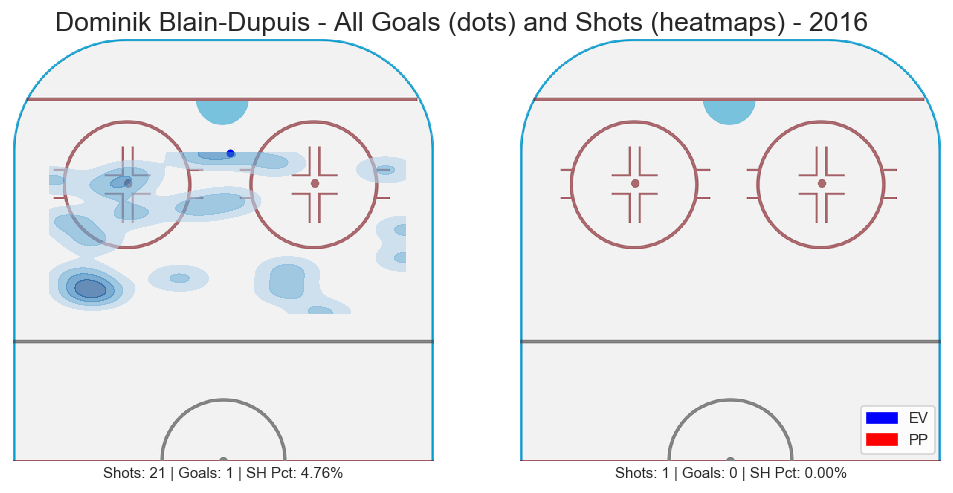 Dominik Blain-Dupuis - All Goals (dots) and Shots (heatmaps) - 2016
EV
PP
Shots: 21 | Goals: 1 | SH Pct: 4.76%
Shots: 1 | Goals: 0 | SH Pct: 0.00%